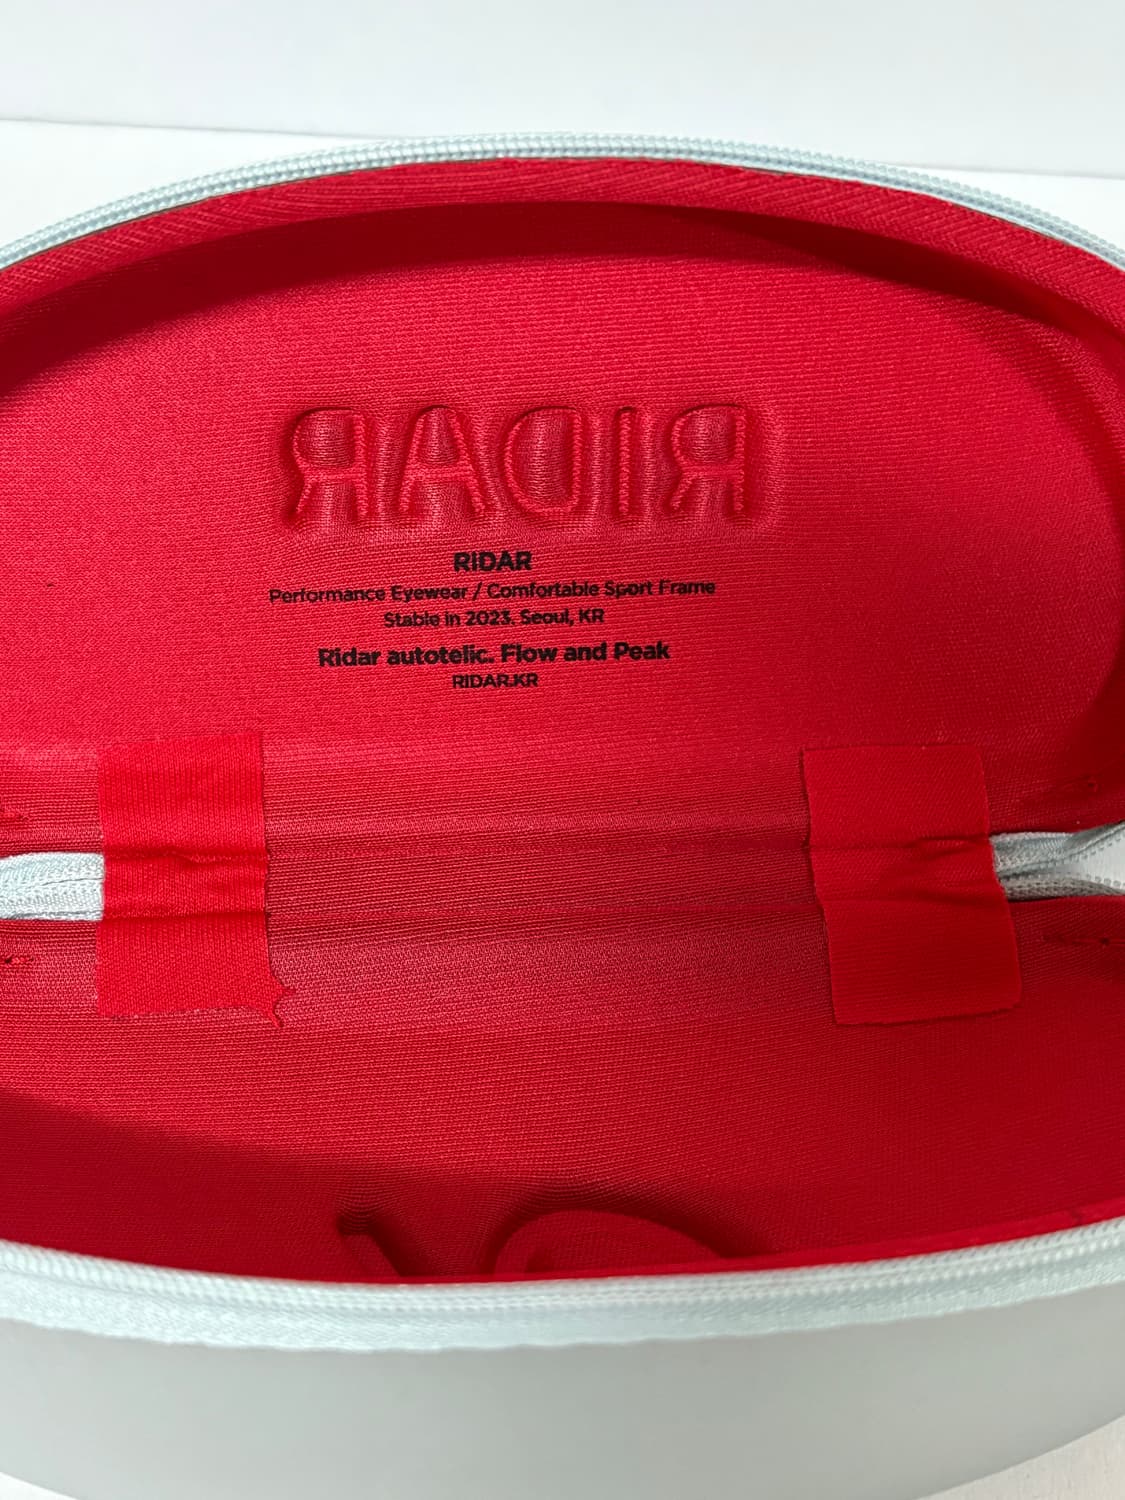 RIDAR
RIDAR
Performance Eyewear / Comfortable Sport Frame
Stable in 2023. Seoul, KR
Ridar autotelic. Flow and Peak
RIDAR.KR